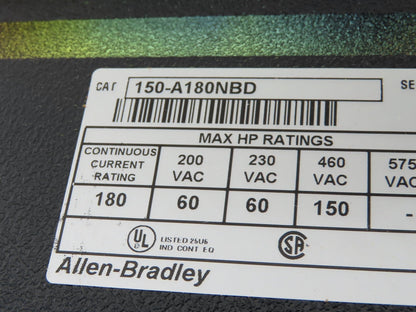 CAT 150-A180NBD SE
MAX HP RATINGS
CONTINUOUS CURRENT RATING 200 VAC 230 VAC 460 VAC 575 VAC
180 60 60 150 -
UL LISTED 25U5
IND CONT EQ
SA
Allen-Bradley